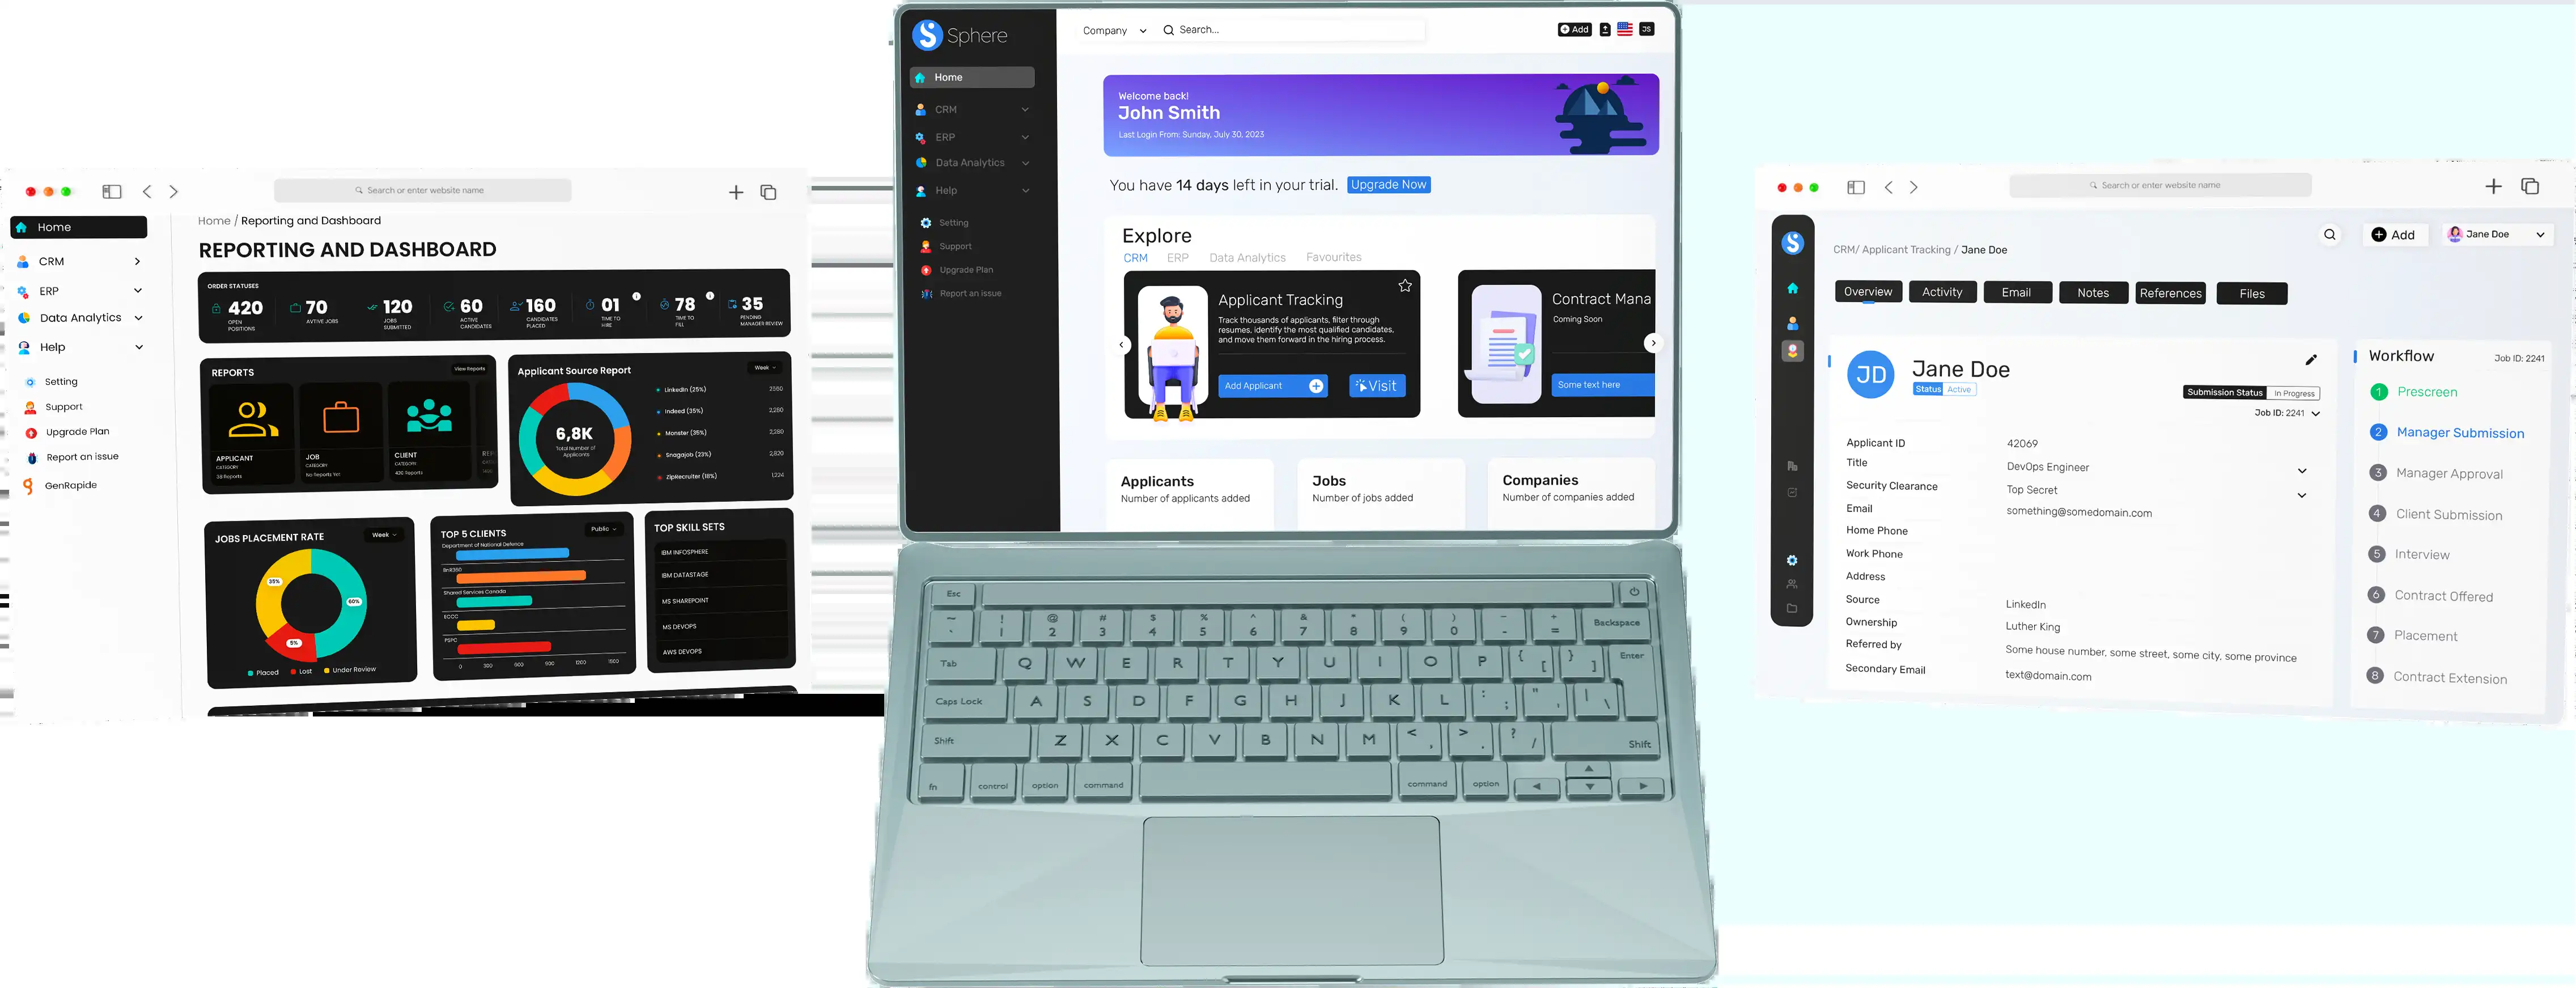 Search or enter website name
Home
CRM
ERP
Data Analytics
Help
Setting
Support
Upgrade Plan
Report an issue
GenRapide
Home / Reporting and Dashboard
REPORTING AND DASHBOARD
ORDER STATUSES
420 OPEN POSITIONS
70 AVTIVE JOBS
120 JOBS SUBMITTED
60 ACTIVE CANDIDATES
160 CANDIDATES PLACED
01 TIME TO HIRE
78 TIME TO FILL
35 PENDING MANAGER REVIEW
REPORTS
View Reports
APPLICANT
CATEGORY
38 Reports
JOB
CATEGORY
No Reports Yet
CLIENT
CATEGORY
420 Reports
Applicant Source Report
Week
6,8K
Total Number of
Applicants
LinkedIn (25%) 2560
Indeed (35%) 2,260
Monster (35%) 2,280
Snagajob (23%) 2,820
ZipRecruiter (18%) 1,224
JOBS PLACEMENT RATE
Week
35%
60%
5%
Placed Lost Under Review
TOP 5 CLIENTS
Public
Department of National Defence
BnR360
Shared Services Canada
ECCC
PSPC
0 300 600 900 1200 1500
TOP SKILL SETS
IBM INFOSPHERE
IBM DATASTAGE
MS SHAREPOINT
MS DEVOPS
AWS DEVOPS
Sphere
Home
CRM
ERP
Data Analytics
Help
Setting
Support
Upgrade Plan
Report an issue
Company
Search...
Add
JS
Welcome back!
John Smith
Last Login From: Sunday, July 30, 2023
You have 14 days left in your trial. Upgrade Now
Explore
CRM ERP Data Analytics Favourites
Applicant Tracking
Track thousands of applicants, filter through
resumes, identify the most qualified candidates,
and move them forward in the hiring process.
Add Applicant
Visit
Contract Mana
Coming Soon
Some text here
Applicants
Number of applicants added
Jobs
Number of jobs added
Companies
Number of companies added
Esc
~ ` ! 1 @ 2 # 3 $ 4 % 5 ^ 6 & 7 * 8 ( 9 ) 0 - - + = Backspace
Tab Q W E R T Y U I O P { [ } ] Enter
Caps Lock A S D F G H J K L : ; " , | \
Shift Z X C V B N M < , > . ? / Shift
fn control option command command option
Search or enter website name
CRM/ Applicant Tracking / Jane Doe
Add
Jane Doe
Overview Activity Email Notes References Files
JD
Jane Doe
Status Active
Submission Status In Progress
Job ID: 2241
Applicant ID 42069
Title DevOps Engineer
Security Clearance Top Secret
Email something@somedomain.com
Home Phone
Work Phone
Address
Source LinkedIn
Ownership Luther King
Referred by Some house number, some street, some city, some province
Secondary Email text@domain.com
Workflow Job ID: 2241
1 Prescreen
2 Manager Submission
3 Manager Approval
4 Client Submission
5 Interview
6 Contract Offered
7 Placement
8 Contract Extension